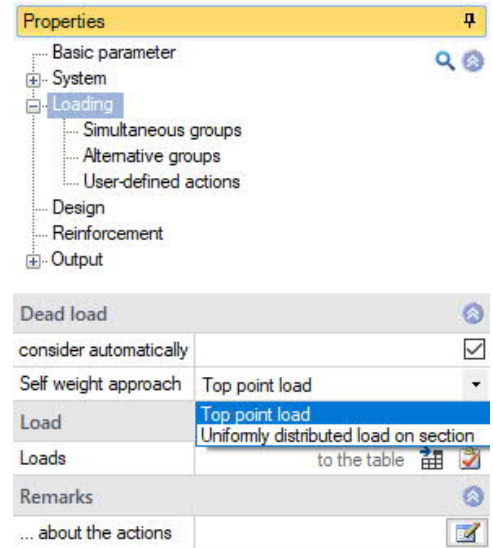 Properties
Basic parameter
System
Loading
Simultaneous groups
Alternative groups
User-defined actions
Design
Reinforcement
Output
Dead load
consider automatically
Self weight approach Top point load
Top point load
Load
Uniformly distributed load on section
Loads to the table
Remarks
... about the actions